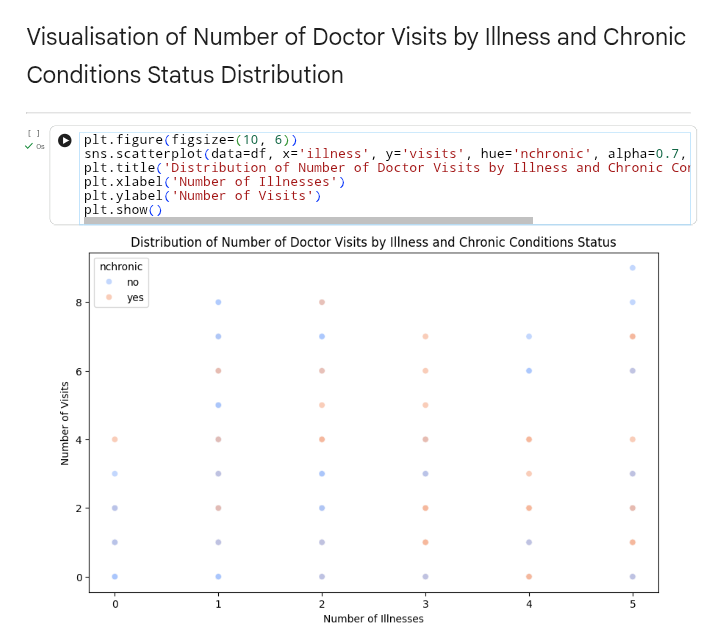 Visualisation of Number of Doctor Visits by Illness and Chronic
Conditions Status Distribution
[ ]
0s
plt.figure(figsize=(10, 6))
sns.scatterplot(data=df, x='illness', y='visits', hue='nchronic', alpha=0.7,
plt.title('Distribution of Number of Doctor Visits by Illness and Chronic Co
plt.xlabel('Number of Illnesses')
plt.ylabel('Number of Visits')
plt.show()
Distribution of Number of Doctor Visits by Illness and Chronic Conditions Status
nchronic
no
yes
8
6
4
2
0
Number of Visits
0 1 2 3 4 5
Number of Illnesses